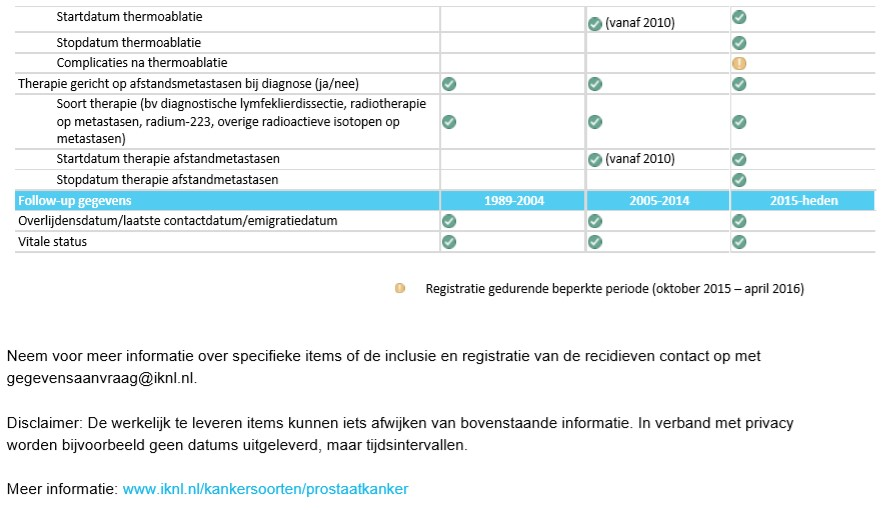 Startdatum thermoablatie
(vanaf 2010)
Stopdatum thermoablatie
Complicaties na thermoablatie
Therapie gericht op afstandsmetastasen bij diagnose (ja/nee)
Soort therapie (bv diagnostische lymfeklierdissectie, radiotherapie
op metastasen, radium-223, overige radioactieve isotopen op
metastasen)
Startdatum therapie afstandmetastasen
(vanaf 2010)
Stopdatum therapie afstandmetastasen
Follow-up gegevens 1989-2004 2005-2014 2015-heden
Overlijdensdatum/laatste contactdatum/emigratiedatum
Vitale status
Registratie gedurende beperkte periode (oktober 2015 – april 2016)
Neem voor meer informatie over specifieke items of de inclusie en registratie van de recidieven contact op met
gegevensaanvraag@iknl.nl.
Disclaimer: De werkelijk te leveren items kunnen iets afwijken van bovenstaande informatie. In verband met privacy
worden bijvoorbeeld geen datums uitgeleverd, maar tijdsintervallen.
Meer informatie: www.iknl.nl/kankersoorten/prostaatkanker